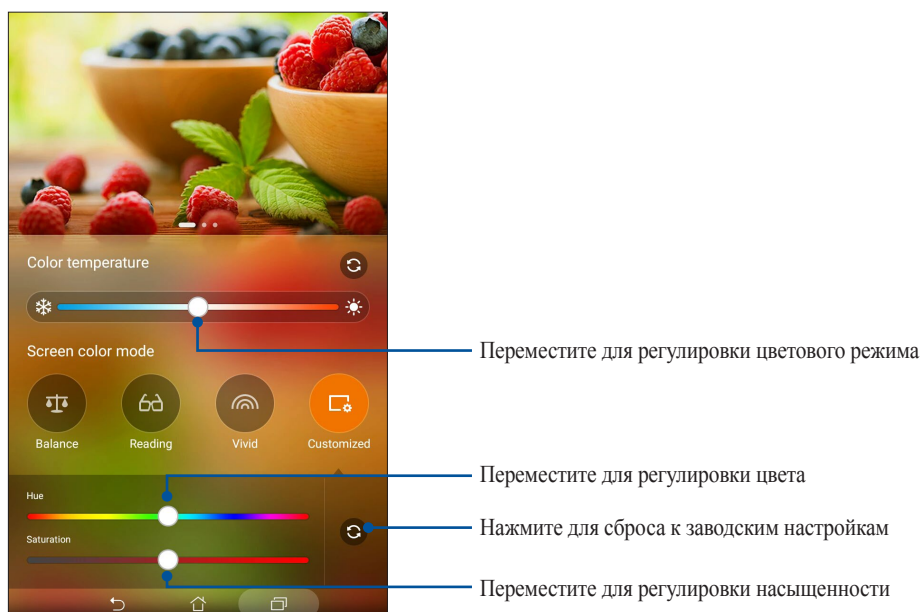 Color temperature
Переместите для регулировки цветового режима
Screen color mode
Balance Reading Vivid Customized
Переместите для регулировки цвета
Hue
Нажмите для сброса к заводским настройкам
Saturation
Переместите для регулировки насыщенности